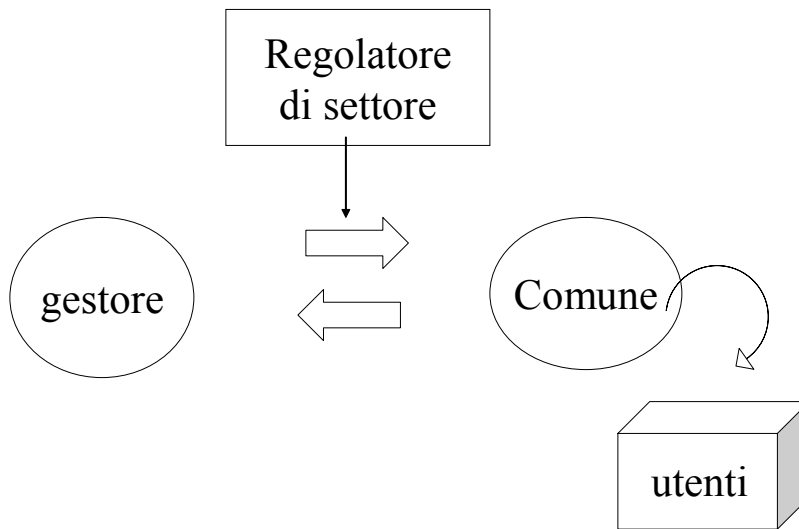 Regolatore
di settore
gestore
Comune
utenti